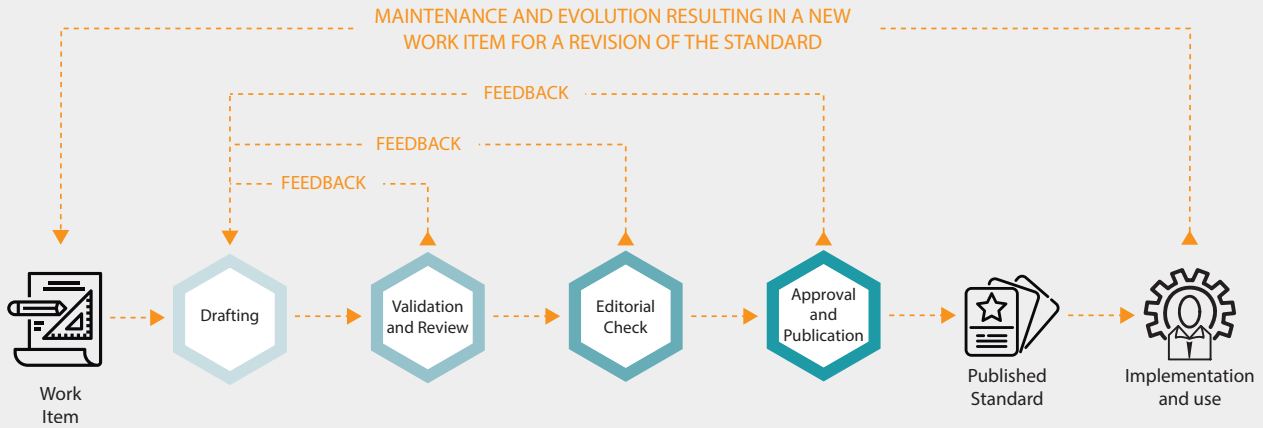 MAINTENANCE AND EVOLUTION RESULTING IN A NEW
WORK ITEM FOR A REVISION OF THE STANDARD
FEEDBACK
FEEDBACK
FEEDBACK
Drafting
Validation
and Review
Editorial
Check
Approval
and
Publication
Work
Item
Published
Standard
Implementation
and use